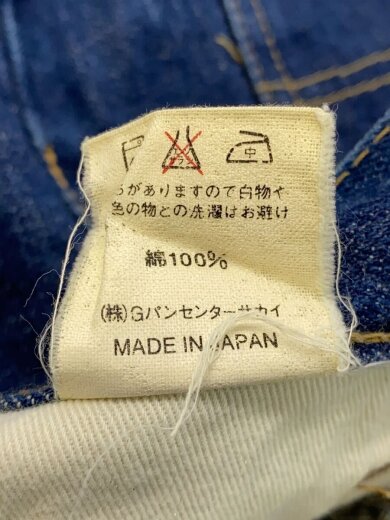 中
がありますので白物や
色の物との洗濯はお避け
綿100%
(株)Gパンセンターサカイ
MADE IN JAPAN